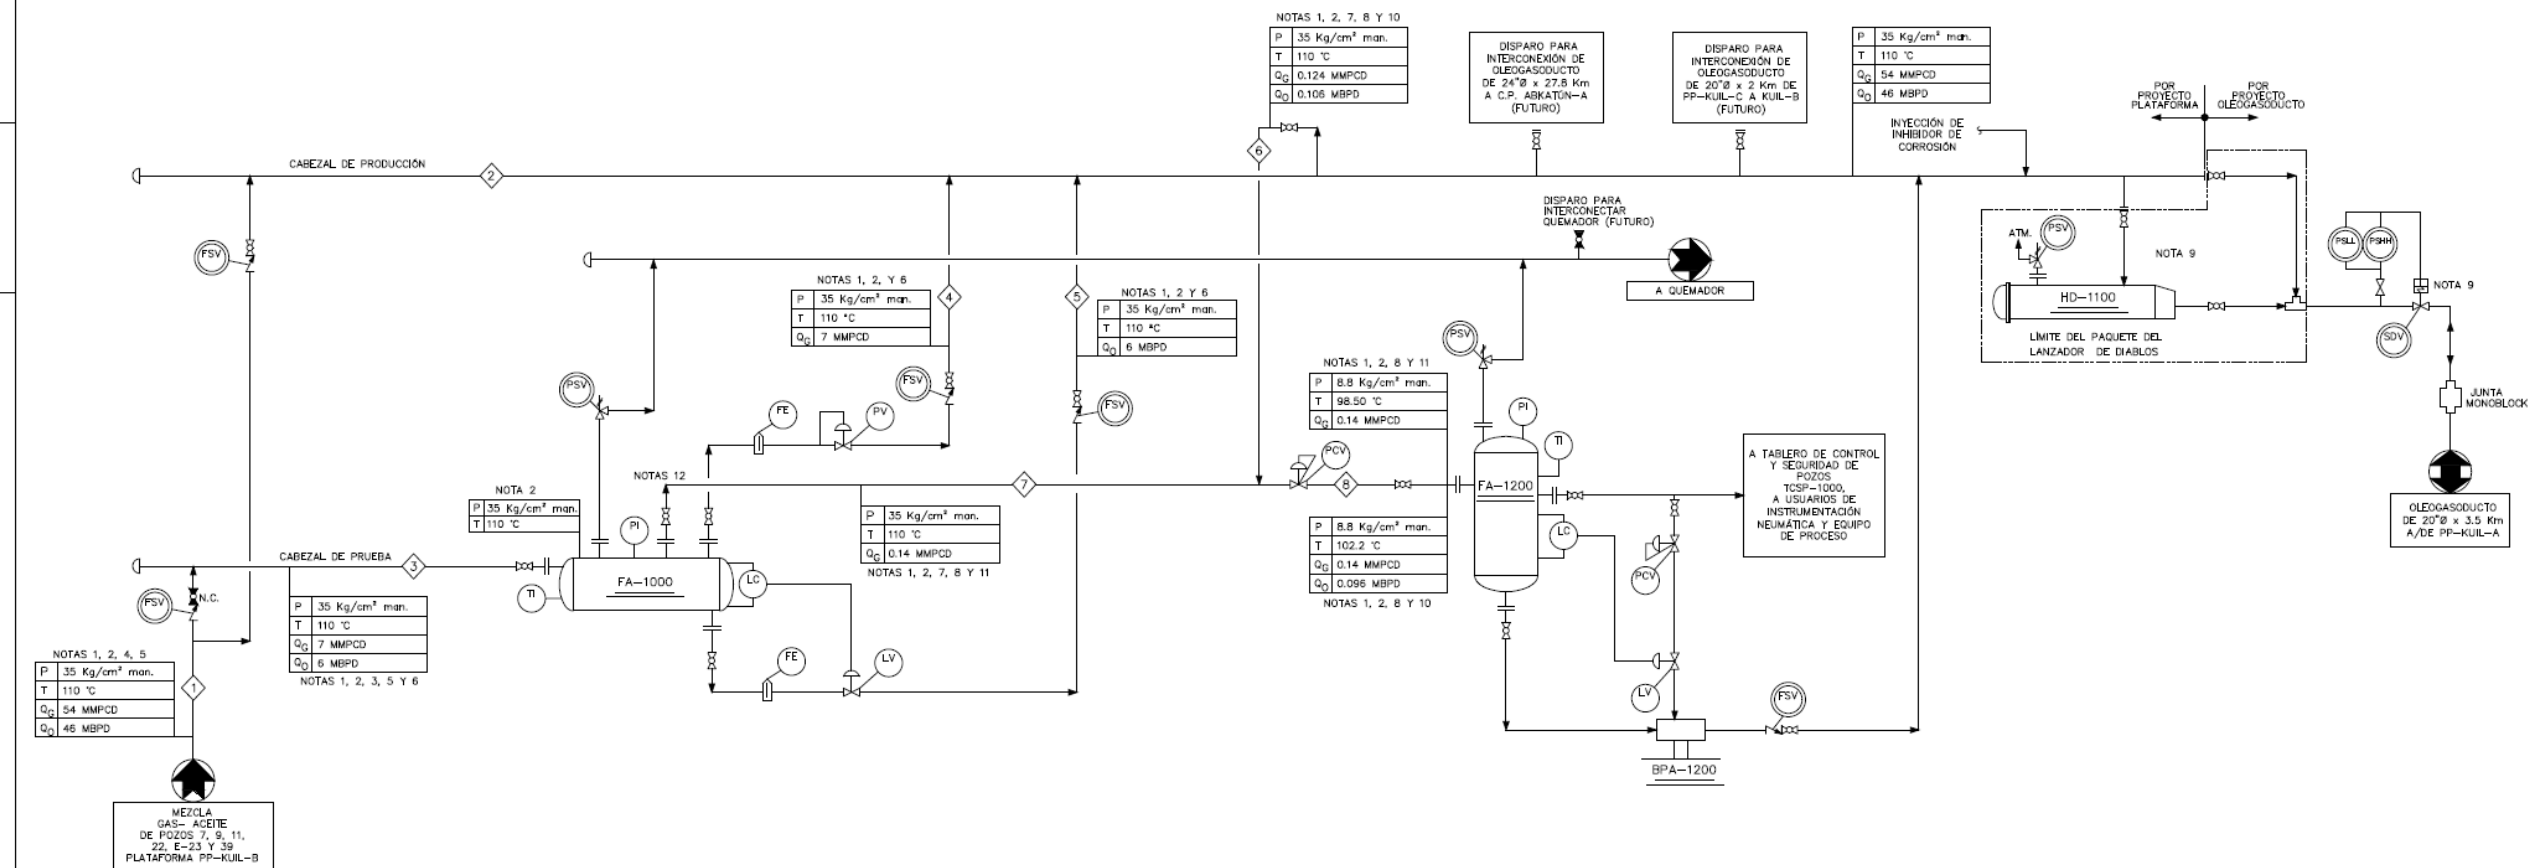 NOTAS 1, 2, 7, 8 Y 10
P 35 Kg/cm² man.
T 110 °C
QG 0.124 MMPCD
QO 0.106 MBPD
DISPARO PARA
INTERCONEXIÓN DE
OLEOGASODUCTO
DE 24"Ø x 27.8 Km
A C.P. ABKATÚN-A
(FUTURO)
DISPARO PARA
INTERCONEXIÓN DE
OLEOGASODUCTO
DE 20"Ø x 2 Km DE
PP-KUIL-C A KUIL-B
(FUTURO)
P 35 Kg/cm² man.
T 110 °C
QG 54 MMPCD
QO 46 MBPD
POR
PROYECTO
PLATAFORMA
POR
PROYECTO
OLEOGASODUCTO
INYECCIÓN DE
INHIBIDOR DE
CORROSIÓN
CABEZAL DE PRODUCCIÓN
2
6
FSV
DISPARO PARA
INTERCONECTAR
QUEMADOR (FUTURO)
A QUEMADOR
ATM.
PSV
NOTA 9
HD-1100
LÍMITE DEL PAQUETE DEL
LANZADOR DE DIABLOS
PSLL
PSHH
NOTA 9
SDV
JUNTA
MONOBLOCK
OLEOGASODUCTO
DE 20"Ø x 3.5 Km
A/DE PP-KUIL-A
NOTAS 1, 2, Y 6
P 35 Kg/cm² man.
T 110 °C
QG 7 MMPCD
4
5
NOTAS 1, 2 Y 6
P 35 Kg/cm² man.
T 110 °C
QO 6 MBPD
PSV
FE
PV
FSV
FSV
NOTAS 1, 2, 8 Y 11
P 8.8 Kg/cm² man.
T 98.50 °C
QG 0.14 MMPCD
PSV
PI
TI
PCV
8
FA-1200
A TABLERO DE CONTROL
Y SEGURIDAD DE
POZOS
TCSP-1000,
A USUARIOS DE
INSTRUMENTACIÓN
NEUMÁTICA Y EQUIPO
DE PROCESO
NOTAS 12
7
NOTA 2
P 35 Kg/cm² man.
T 110 °C
PI
P 35 Kg/cm² man.
T 110 °C
QG 0.14 MMPCD
NOTAS 1, 2, 7, 8 Y 11
P 8.8 Kg/cm² man.
T 102.2 °C
QG 0.14 MMPCD
QO 0.096 MBPD
NOTAS 1, 2, 8 Y 10
LC
PCV
LV
FSV
BPA-1200
CABEZAL DE PRUEBA
3
FA-1000
TI
LC
FSV
N.C.
P 35 Kg/cm² man.
T 110 °C
QG 7 MMPCD
QO 6 MBPD
NOTAS 1, 2, 3, 5 Y 6
FE
LV
NOTAS 1, 2, 4, 5
P 35 Kg/cm² man.
T 110 °C
QG 54 MMPCD
QO 46 MBPD
1
MEZCLA
GAS- ACEITE
DE POZOS 7, 9, 11,
22, E-23 Y 39
PLATAFORMA PP-KUIL-B